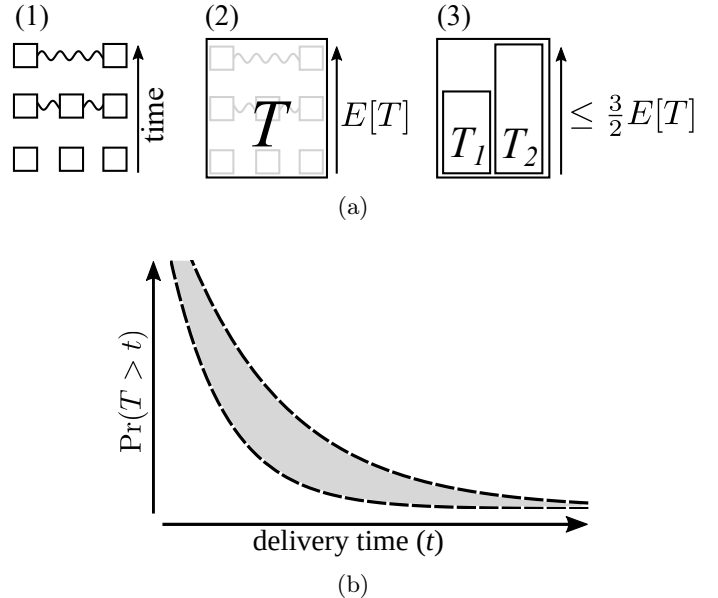 (1) (2) (3)
time
T
E[T]
T₁ T₂
≤ 3/2 E[T]
(a)
Pr(T > t)
delivery time (t)
(b)